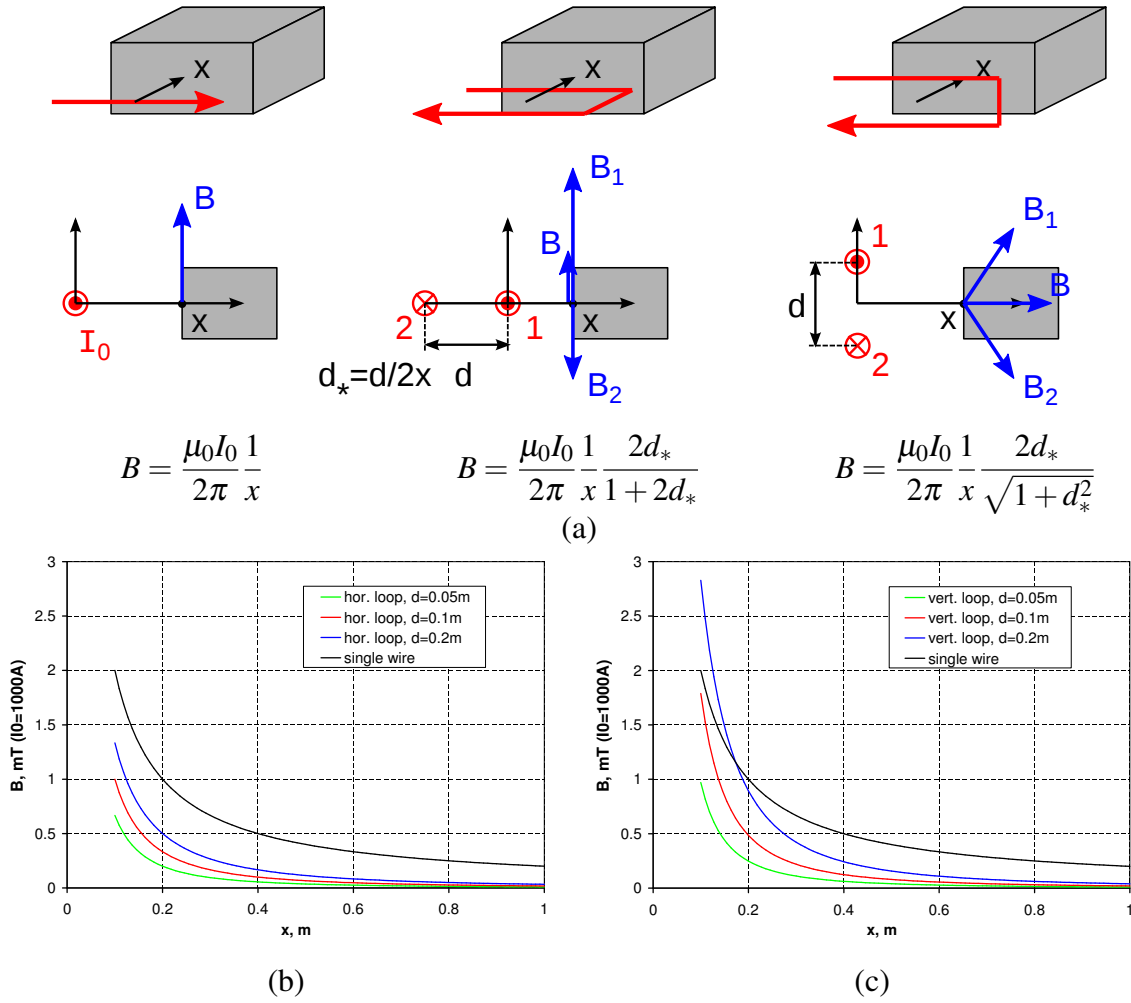 x
x
x
B
x
I₀
B₁
B
2
1
x
d*=d/2x
d
B₂
1
d
2
x
B₁
B
B₂
B = μ₀I₀/2π 1/x
B = μ₀I₀/2π 1/x 2d*/(1 + 2d*)
B = μ₀I₀/2π 1/x 2d*/√(1 + d*²)
(a)
B, mT (I0=1000A)
3
2.5
2
1.5
1
0.5
0
0
0.2
0.4
0.6
0.8
1
x, m
hor. loop, d=0.05m
hor. loop, d=0.1m
hor. loop, d=0.2m
single wire
(b)
B, mT (I0=1000A)
3
2.5
2
1.5
1
0.5
0
0
0.2
0.4
0.6
0.8
1
x, m
vert. loop, d=0.05m
vert. loop, d=0.1m
vert. loop, d=0.2m
single wire
(c)